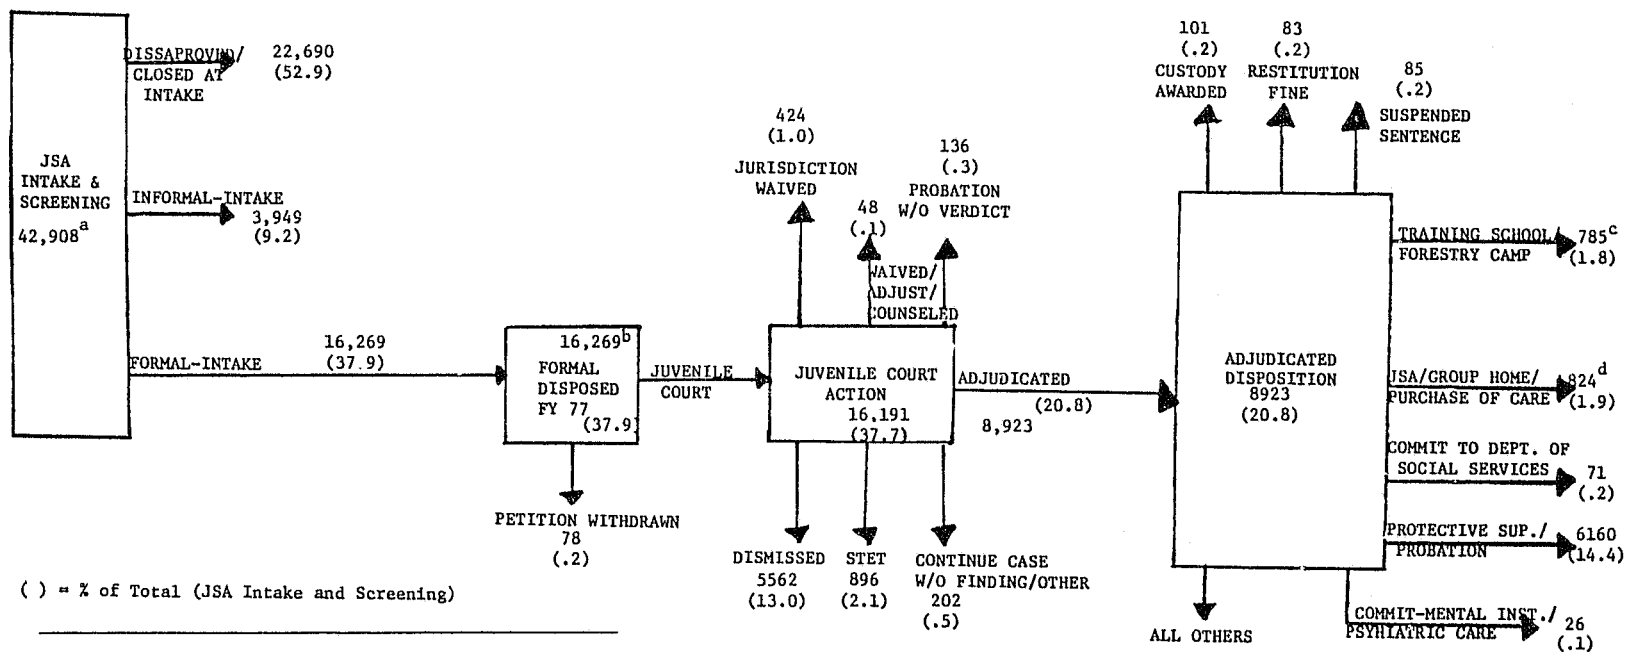 JSA
INTAKE &
SCREENING
42,908a
DISSAPROVED/
CLOSED AT
INTAKE
22,690
(52.9)
INFORMAL-INTAKE
3,949
(9.2)
FORMAL-INTAKE
16,269
(37.9)
16,269b
FORMAL
DISPOSED
FY 77
(37.9)
PETITION WITHDRAWN
78
(.2)
JUVENILE
COURT
424
(1.0)
JURISDICTION
WAIVED
48
(.1)
WAIVED/
ADJUST/
COUNSELED
136
(.3)
PROBATION
W/O VERDICT
JUVENILE COURT
ACTION
16,191
(37.7)
DISMISSED
5562
(13.0)
STET
896
(2.1)
CONTINUE CASE
W/O FINDING/OTHER
202
(.5)
ADJUDICATED
(20.8)
8,923
101
(.2)
CUSTODY
AWARDED
83
(.2)
RESTITUTION
FINE
85
(.2)
SUSPENDED
SENTENCE
ADJUDICATED
DISPOSITION
8923
(20.8)
TRAINING SCHOOL/
FORESTRY CAMP
785c
(1.8)
JSA/GROUP HOME/
PURCHASE OF CARE
824d
(1.9)
COMMIT TO DEPT. OF
SOCIAL SERVICES
71
(.2)
PROTECTIVE SUP./
PROBATION
6160
(14.4)
COMMIT-MENTAL INST./
PSYHIATRIC CARE
26
(.1)
ALL OTHERS
( ) = % of Total (JSA Intake and Screening)